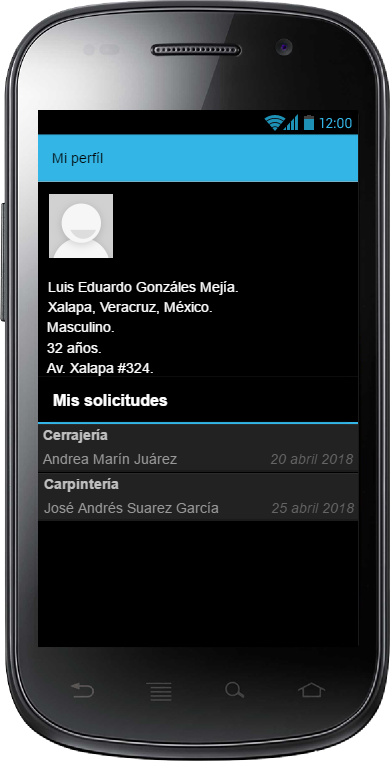 12:00
Mi perfíl
Luis Eduardo Gonzáles Mejía.
Xalapa, Veracruz, México.
Masculino.
32 años.
Av. Xalapa #324.
Mis solicitudes
Cerrajería
Andrea Marín Juárez 20 abril 2018
Carpintería
José Andrés Suarez García 25 abril 2018